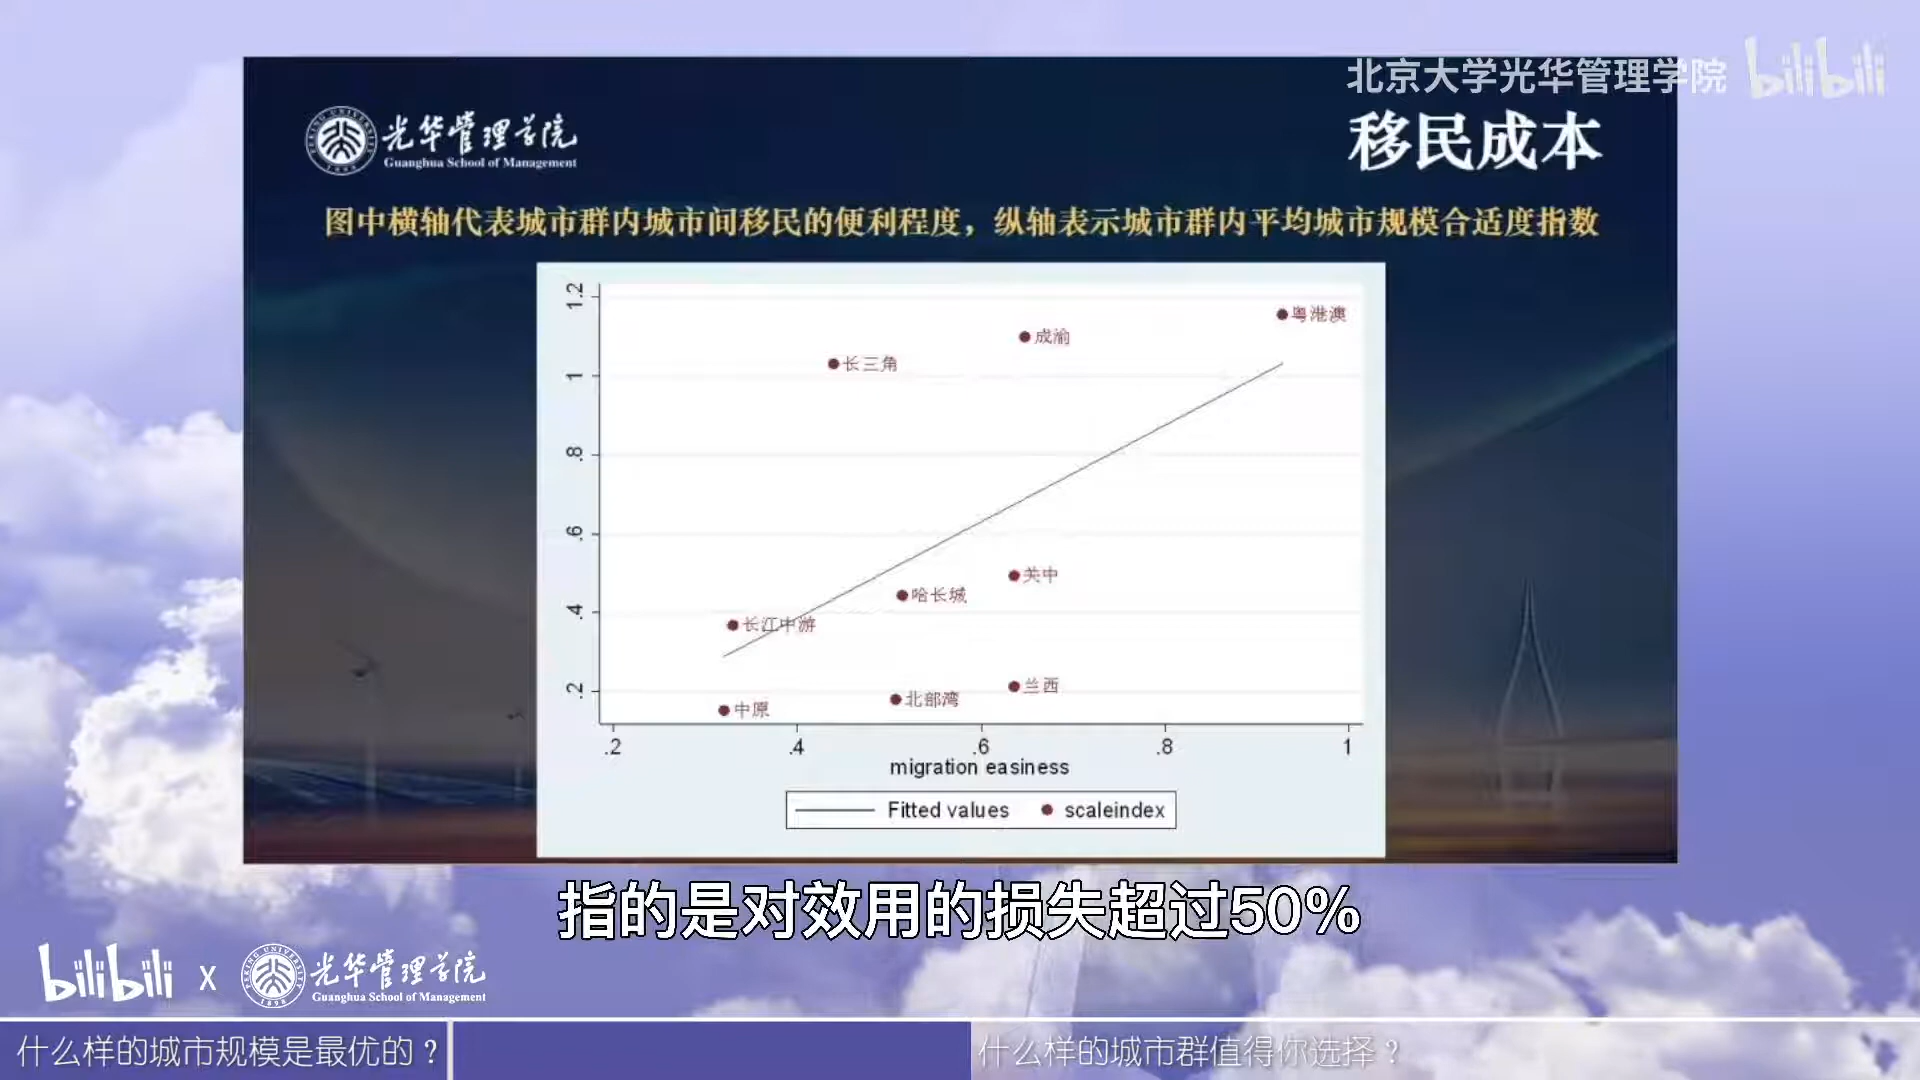 北京大学光华管理学院 bilibili
光华管理学院
Guanghua School of Management
移民成本
图中横轴代表城市群内城市间移民的便利程度，纵轴表示城市群内平均城市规模合适度指数
1.2
粤港澳
成渝
长三角
1
.8
.6
关中
哈长城
.4
长江中游
.2
兰西
北部湾
中原
.2 .4 .6 .8 1
migration easiness
Fitted values scaleindex
指的是对效用的损失超过50%
bilibili x 光华管理学院
Guanghua School of Management
什么样的城市规模是最优的？ 什么样的城市群值得你选择？